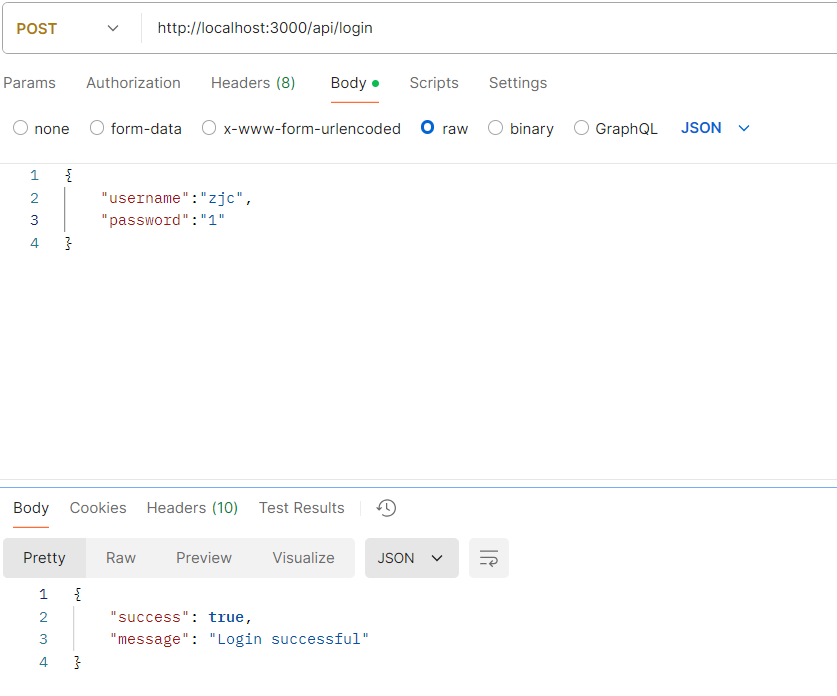 POST http://localhost:3000/api/login
Params Authorization Headers (8) Body Scripts Settings
none form-data x-www-form-urlencoded raw binary GraphQL JSON
1 {
2 "username":"zjc",
3 "password":"1"
4 }
Body Cookies Headers (10) Test Results
Pretty Raw Preview Visualize JSON
1 {
2 "success": true,
3 "message": "Login successful"
4 }